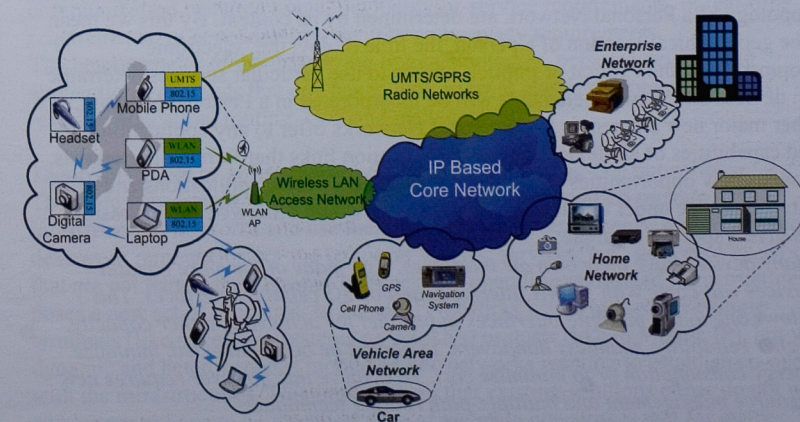 UMTS
802.15
Mobile Phone
802.15
Headset
WLAN
802.15
PDA
802.15
Digital
Camera
WLAN
802.15
Laptop
WLAN
AP
UMTS/GPRS
Radio Networks
Wireless LAN
Access Network
IP Based
Core Network
Enterprise
Network
House
Home
Network
GPS
Cell Phone
Camera
Navigation
System
Vehicle Area
Network
Car